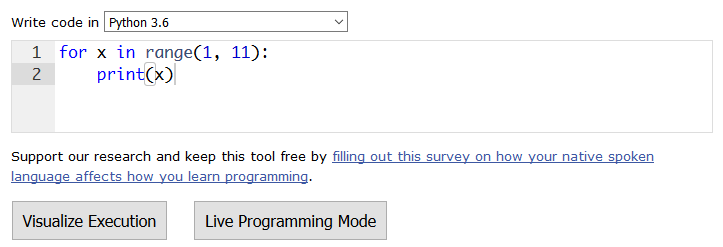 Write code in Python 3.6
1 for x in range(1, 11):
2     print(x)
Support our research and keep this tool free by filling out this survey on how your native spoken
language affects how you learn programming.
Visualize Execution Live Programming Mode